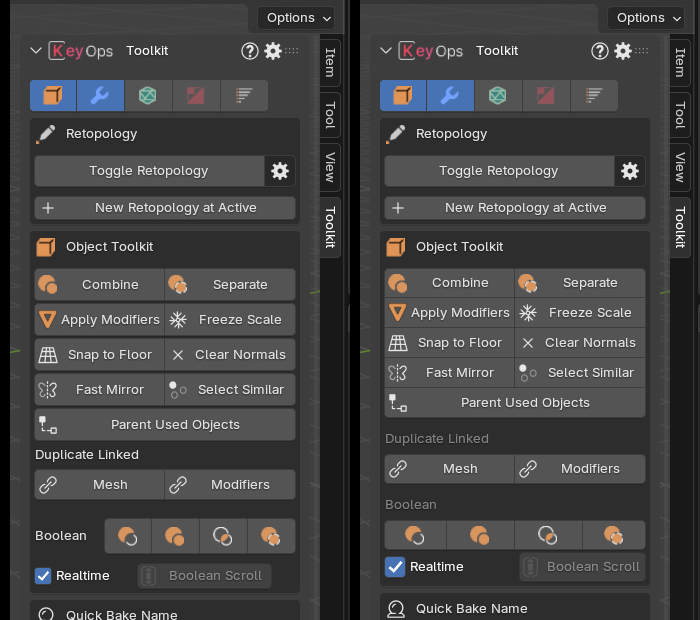 Options
KeyOps Toolkit
Item
Tool
View
Toolkit
Retopology
Toggle Retopology
New Retopology at Active
Object Toolkit
Combine Separate
Apply Modifiers Freeze Scale
Snap to Floor Clear Normals
Fast Mirror Select Similar
Parent Used Objects
Duplicate Linked
Mesh Modifiers
Boolean
Realtime Boolean Scroll
Quick Bake Name
Options
KeyOps Toolkit
Item
Tool
View
Toolkit
Retopology
Toggle Retopology
New Retopology at Active
Object Toolkit
Combine Separate
Apply Modifiers Freeze Scale
Snap to Floor Clear Normals
Fast Mirror Select Similar
Parent Used Objects
Duplicate Linked
Mesh Modifiers
Boolean
Realtime Boolean Scroll
Quick Bake Name